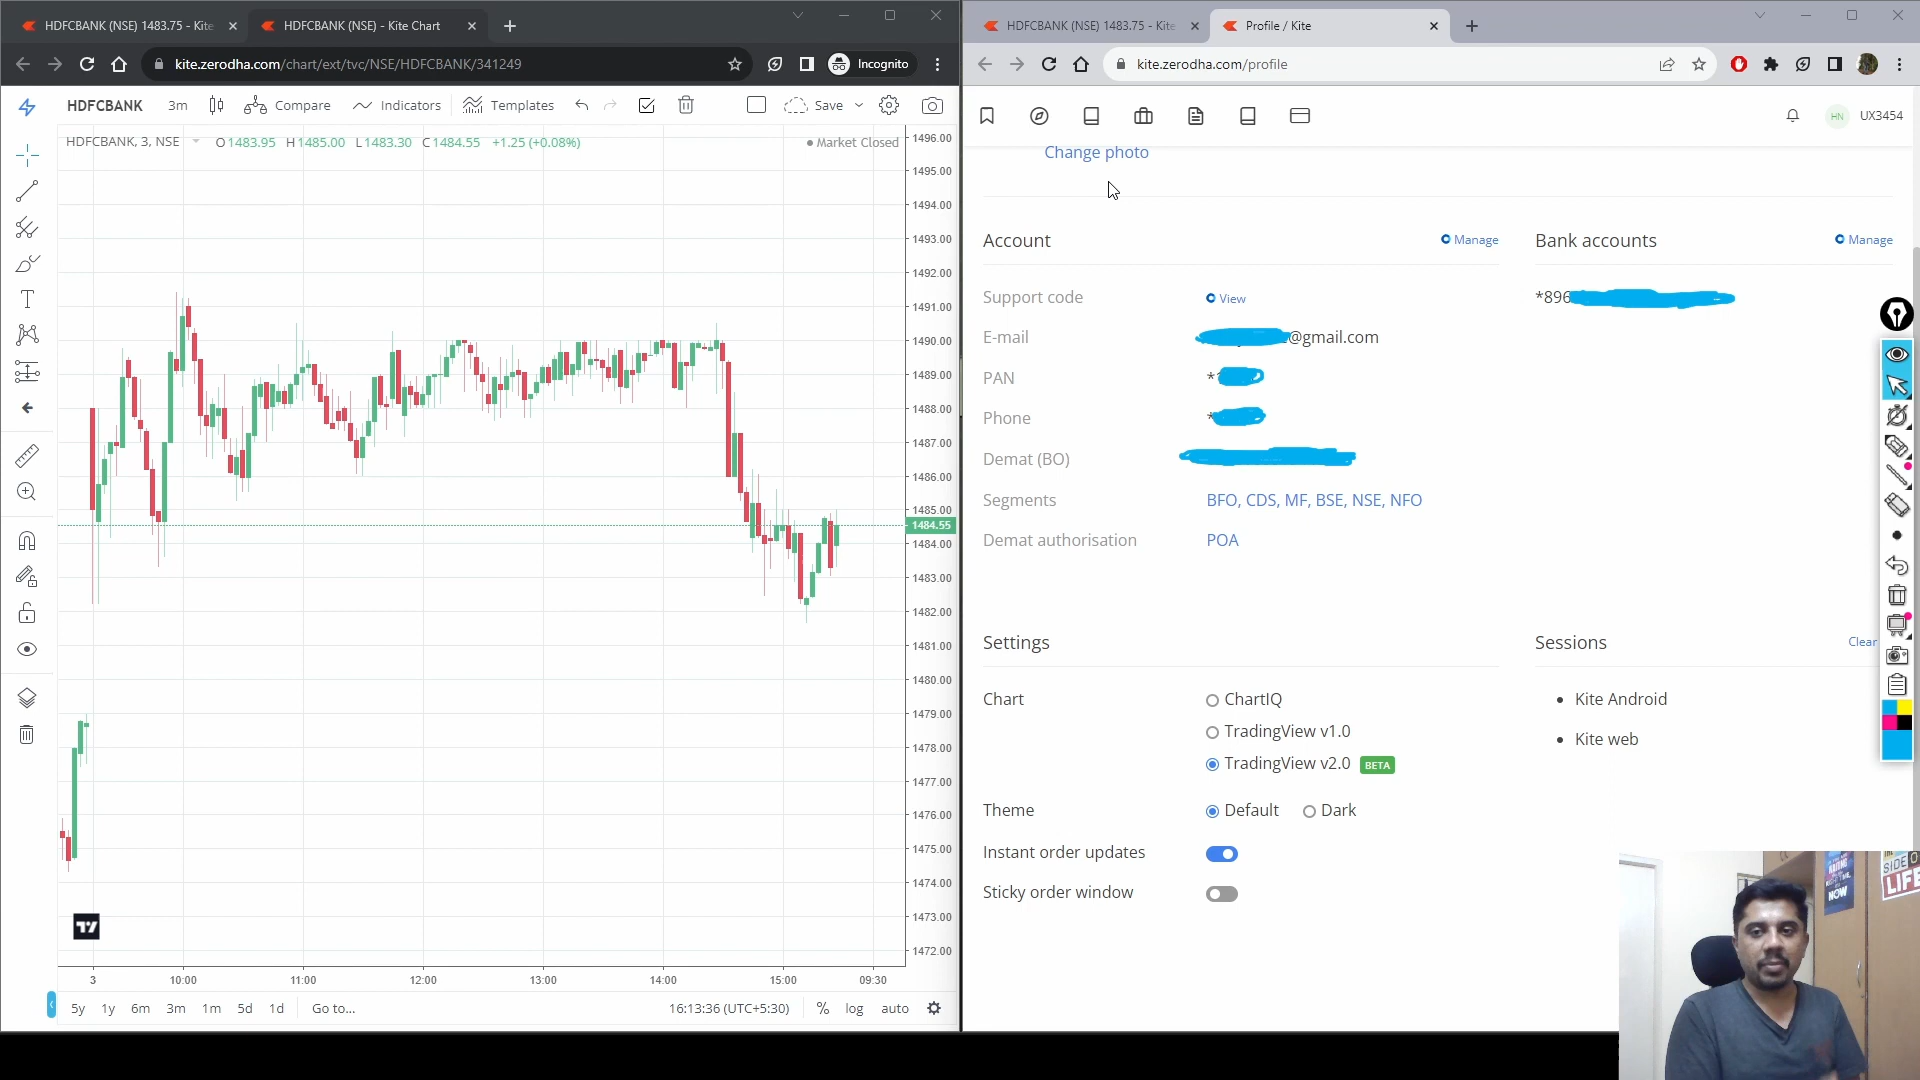 HDFCBANK (NSE) 1483.75 - Kite
HDFCBANK (NSE) - Kite Chart
kite.zerodha.com/chart/ext/tvc/NSE/HDFCBANK/341249
Incognito
HDFCBANK
3m
Compare
Indicators
Templates
Save
HDFCBANK, 3, NSE
O1483.95 H1485.00 L1483.30 C1484.55 +1.25 (+0.08%)
Market Closed
1496.00
1495.00
1494.00
1493.00
1492.00
1491.00
1490.00
1489.00
1488.00
1487.00
1486.00
1485.00
1484.55
1484.00
1483.00
1482.00
1481.00
1480.00
1479.00
1478.00
1477.00
1476.00
1475.00
1474.00
1473.00
1472.00
3 10:00 11:00 12:00 13:00 14:00 15:00 09:30
5y 1y 6m 3m 1m 5d 1d Go to...
16:13:36 (UTC+5:30) % log auto
HDFCBANK (NSE) 1483.75 - Kite
Profile / Kite
kite.zerodha.com/profile
HN UX3454
Change photo
Account
Manage
Support code
View
E-mail
@gmail.com
PAN
*
Phone
*
Demat (BO)
Segments
BFO, CDS, MF, BSE, NSE, NFO
Demat authorisation
POA
Bank accounts
Manage
*896
Settings
Chart
ChartIQ
TradingView v1.0
TradingView v2.0 BETA
Theme
Default Dark
Instant order updates
Sticky order window
Sessions
Clear
Kite Android
Kite web
NOW
SIDE O
LIFE